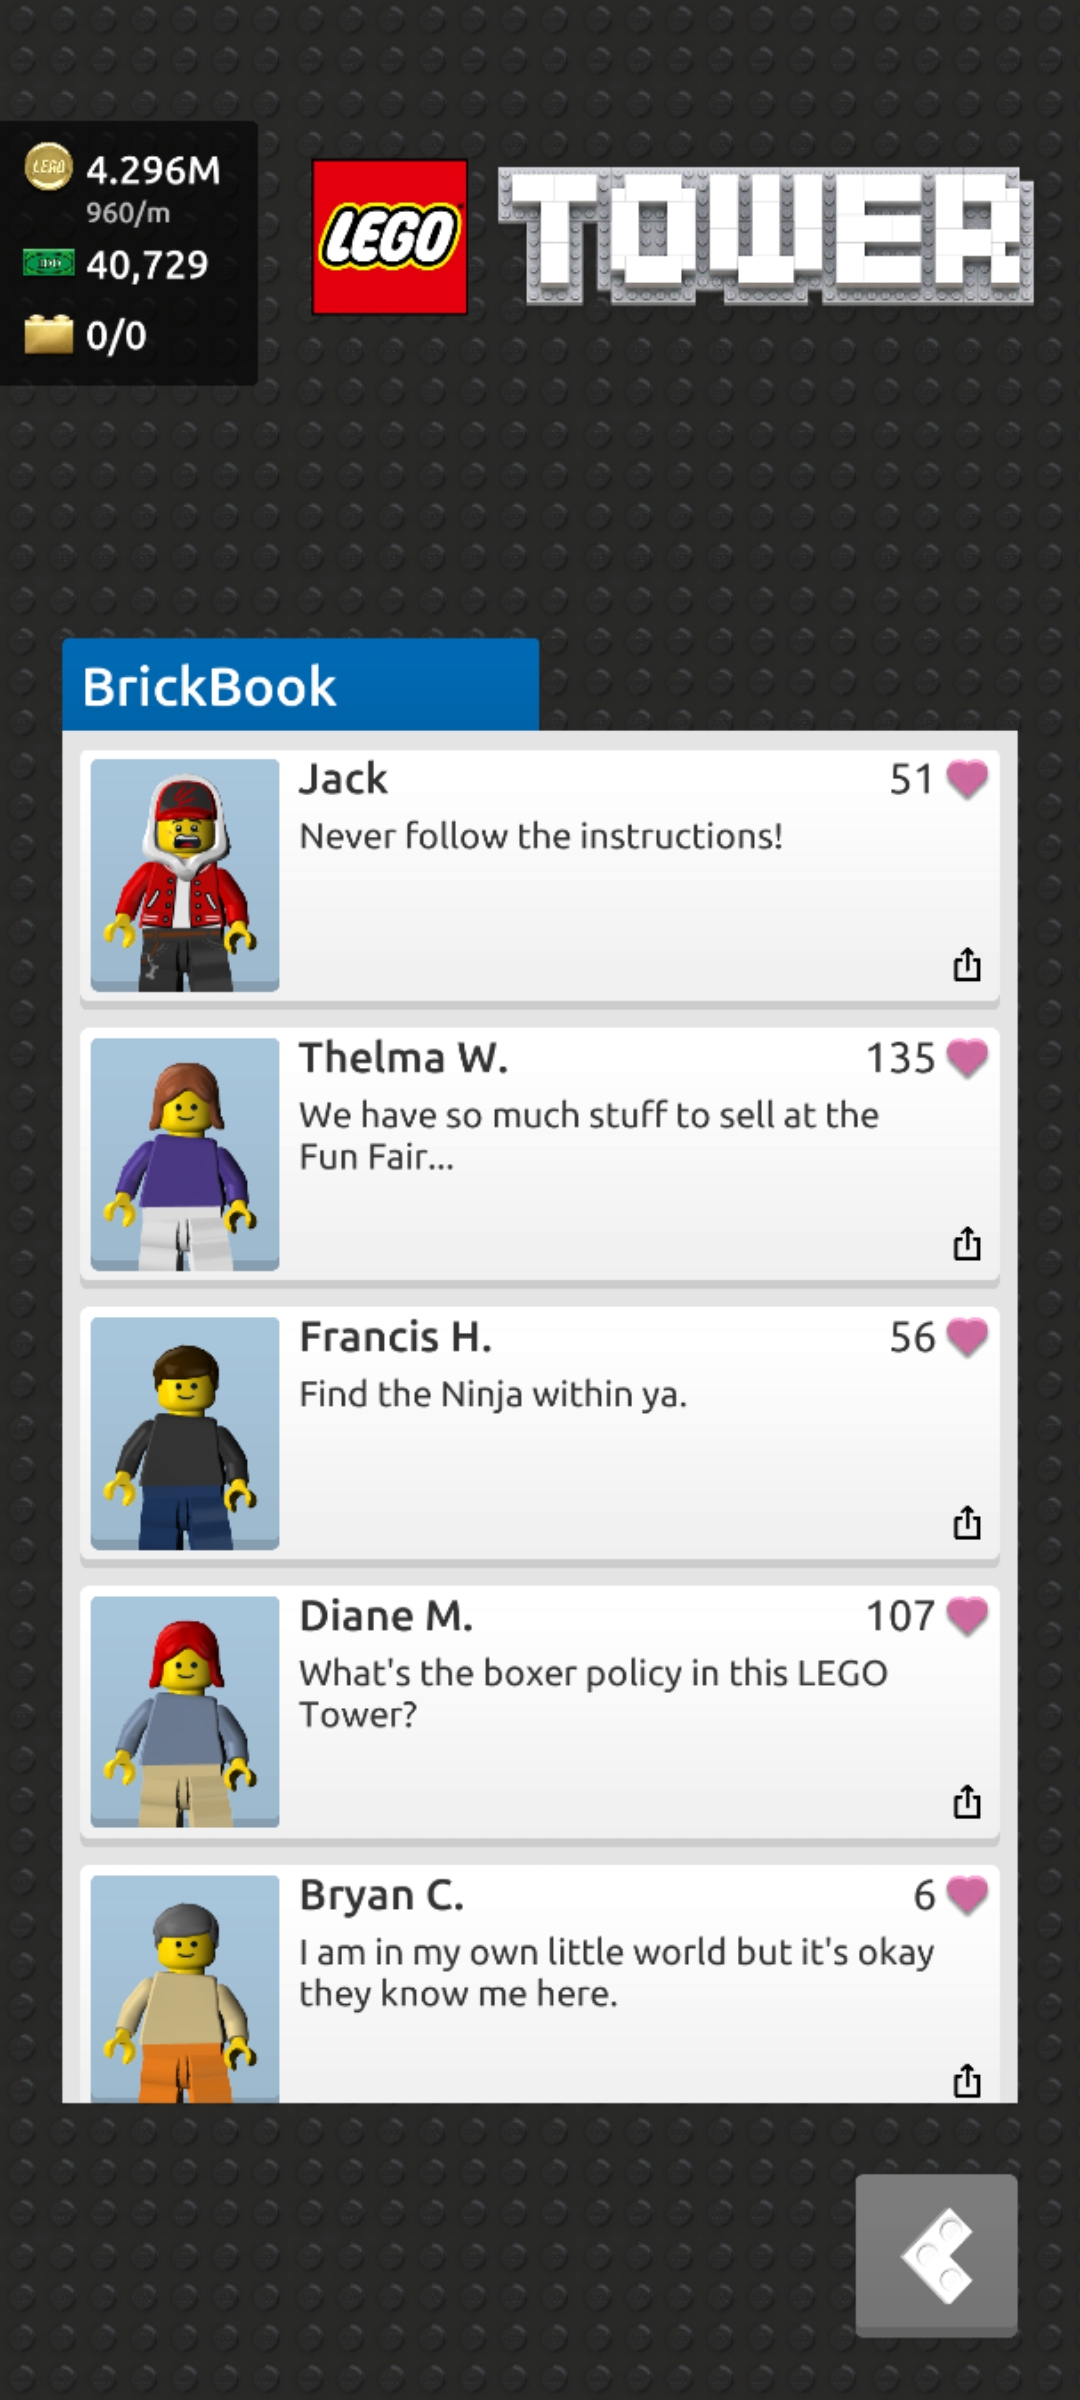 LEGO
4.296M
960/m
40,729
0/0
LEGO TOWER
BrickBook
Jack
51
Never follow the instructions!
Thelma W.
135
We have so much stuff to sell at the
Fun Fair...
Francis H.
56
Find the Ninja within ya.
Diane M.
107
What's the boxer policy in this LEGO
Tower?
Bryan C.
6
I am in my own little world but it's okay
they know me here.